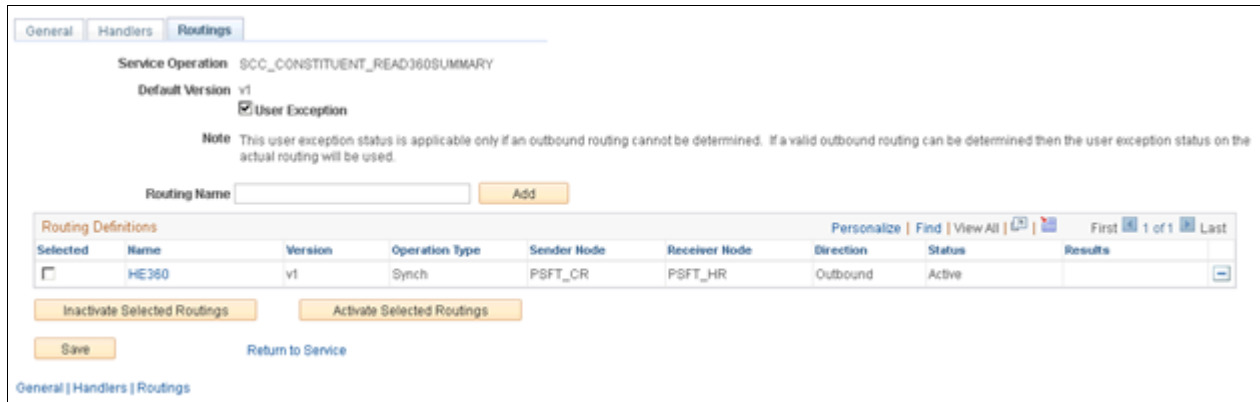 General Handlers Routings
Service Operation SCC_CONSTITUENT_READ360SUMMARY
Default Version v1
User Exception
Note This user exception status is applicable only if an outbound routing cannot be determined. If a valid outbound routing can be determined then the user exception status on the
actual routing will be used.
Routing Name Add
Routing Definitions Personalize | Find | View All | | First 1 of 1 Last
Selected Name Version Operation Type Sender Node Receiver Node Direction Status Results
HE360 v1 Synch PSFT_CR PSFT_HR Outbound Active
Inactivate Selected Routings Activate Selected Routings
Save Return to Service
General | Handlers | Routings